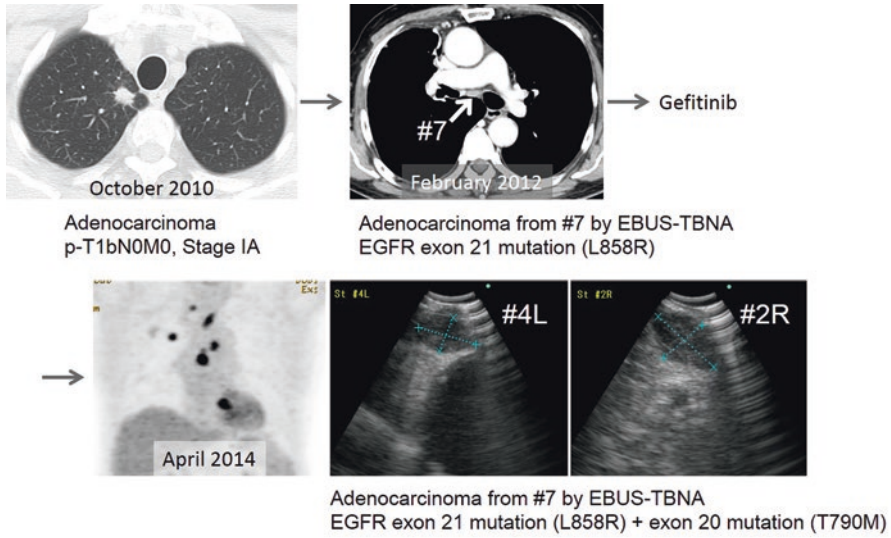 October 2010
#7
February 2012
Gefitinib
Adenocarcinoma
p-T1bN0M0, Stage IA
Adenocarcinoma from #7 by EBUS-TBNA
EGFR exon 21 mutation (L858R)
Ex:
April 2014
St #4L
#4L
St #2R
#2R
Adenocarcinoma from #7 by EBUS-TBNA
EGFR exon 21 mutation (L858R) + exon 20 mutation (T790M)